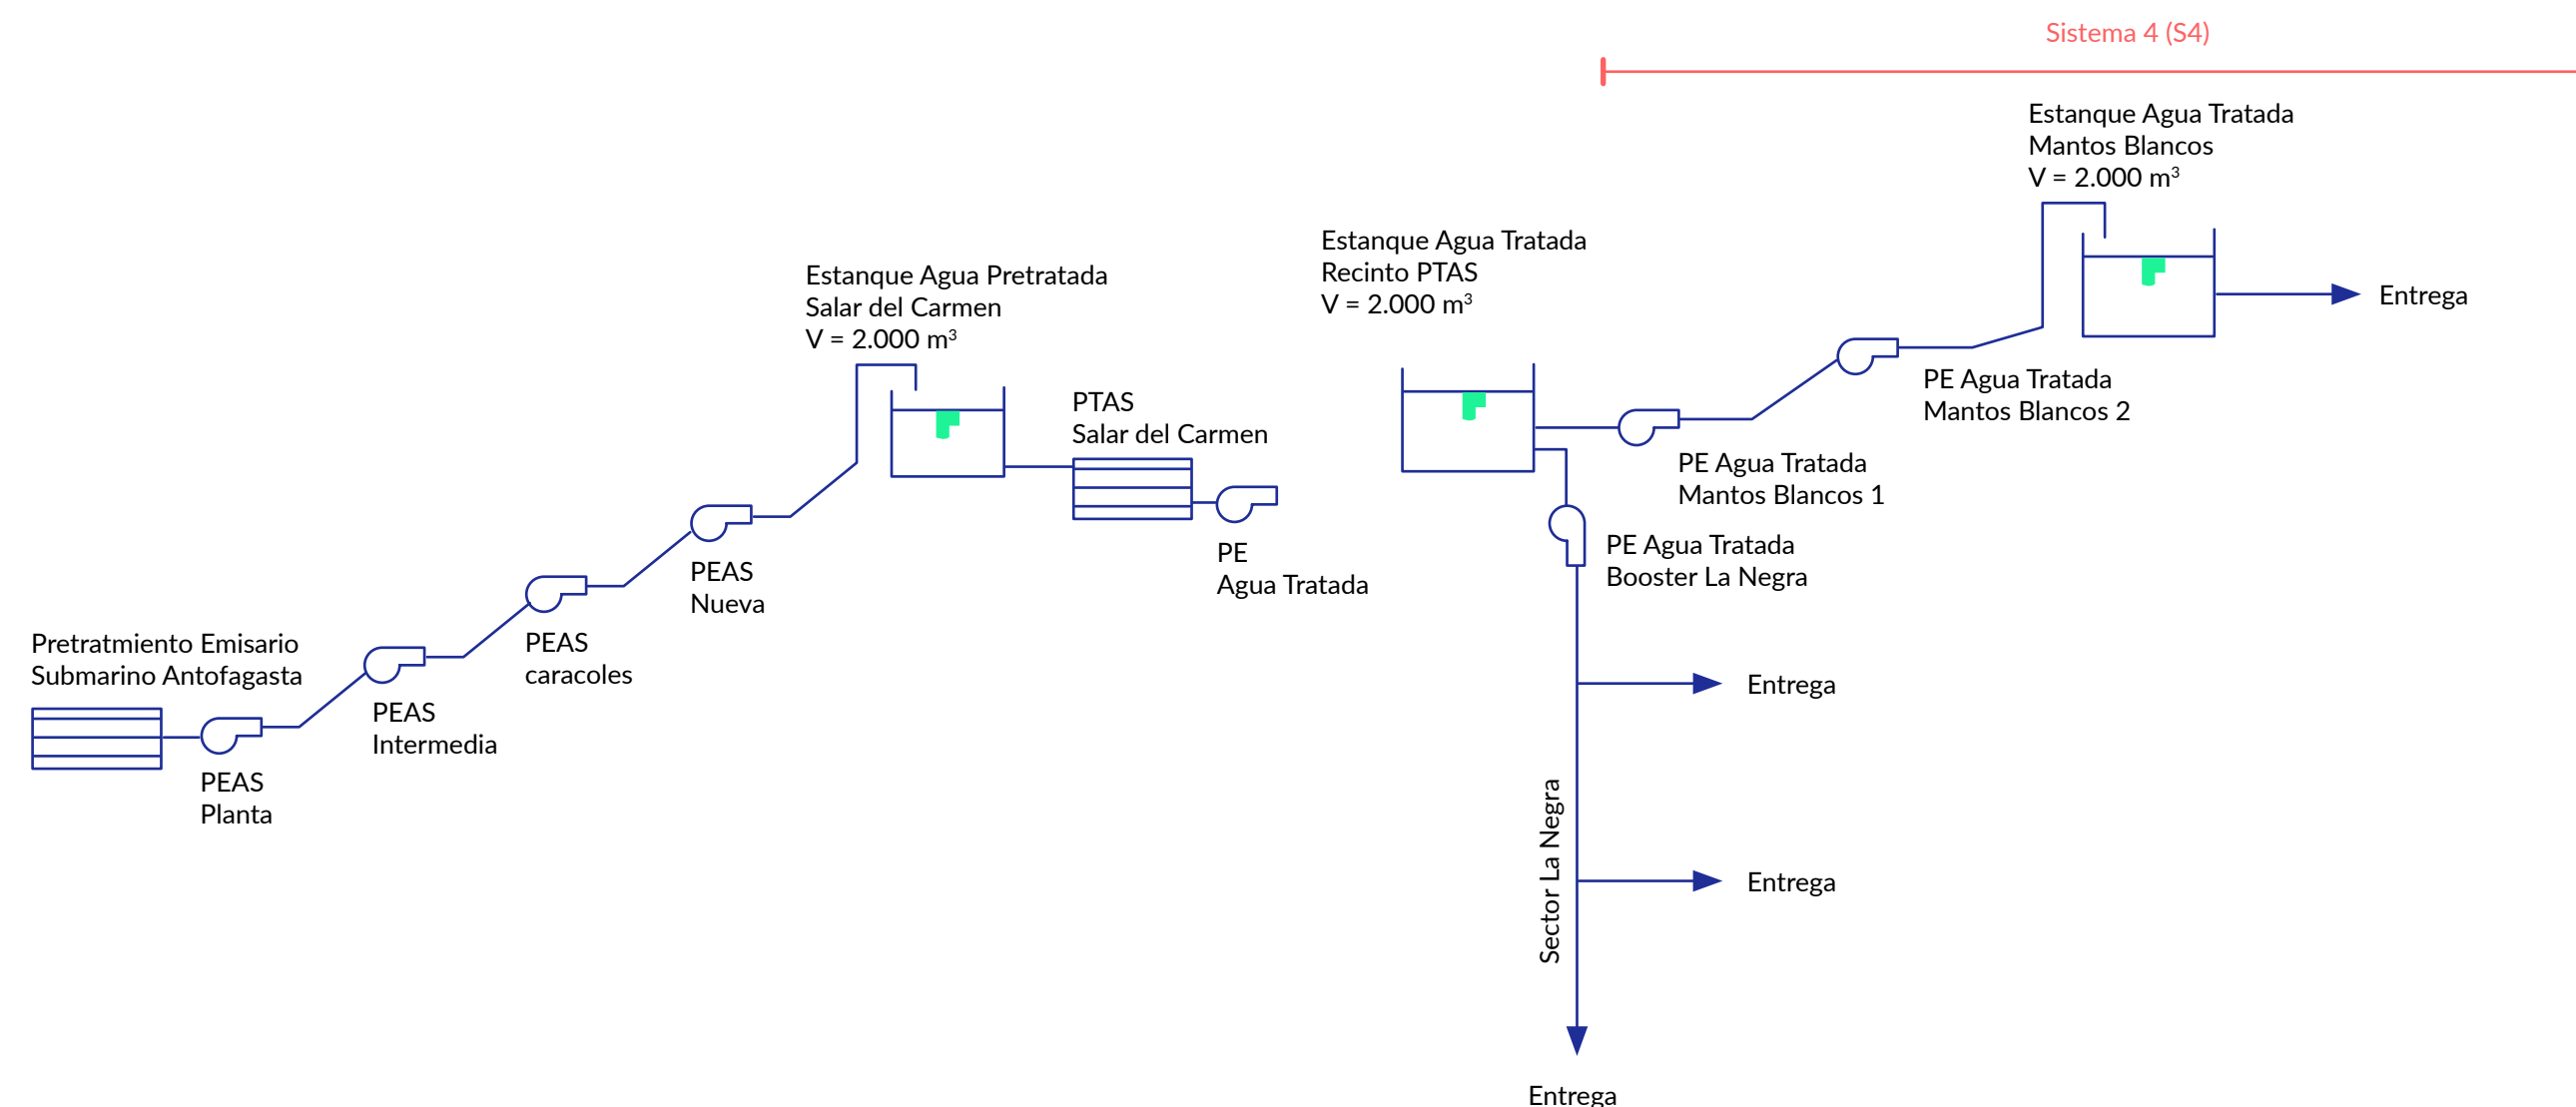 Sistema 4 (S4)
Estanque Agua Tratada
Mantos Blancos
V = 2.000 m³
Entrega
Estanque Agua Tratada
Recinto PTAS
V = 2.000 m³
Estanque Agua Pretratada
Salar del Carmen
V = 2.000 m³
PE Agua Tratada
Mantos Blancos 2
PTAS
Salar del Carmen
PE Agua Tratada
Mantos Blancos 1
PE Agua Tratada
Booster La Negra
PE
Agua Tratada
PEAS
Nueva
PEAS
caracoles
Pretratmiento Emisario
Submarino Antofagasta
PEAS
Intermedia
PEAS
Planta
Entrega
Sector La Negra
Entrega
Entrega